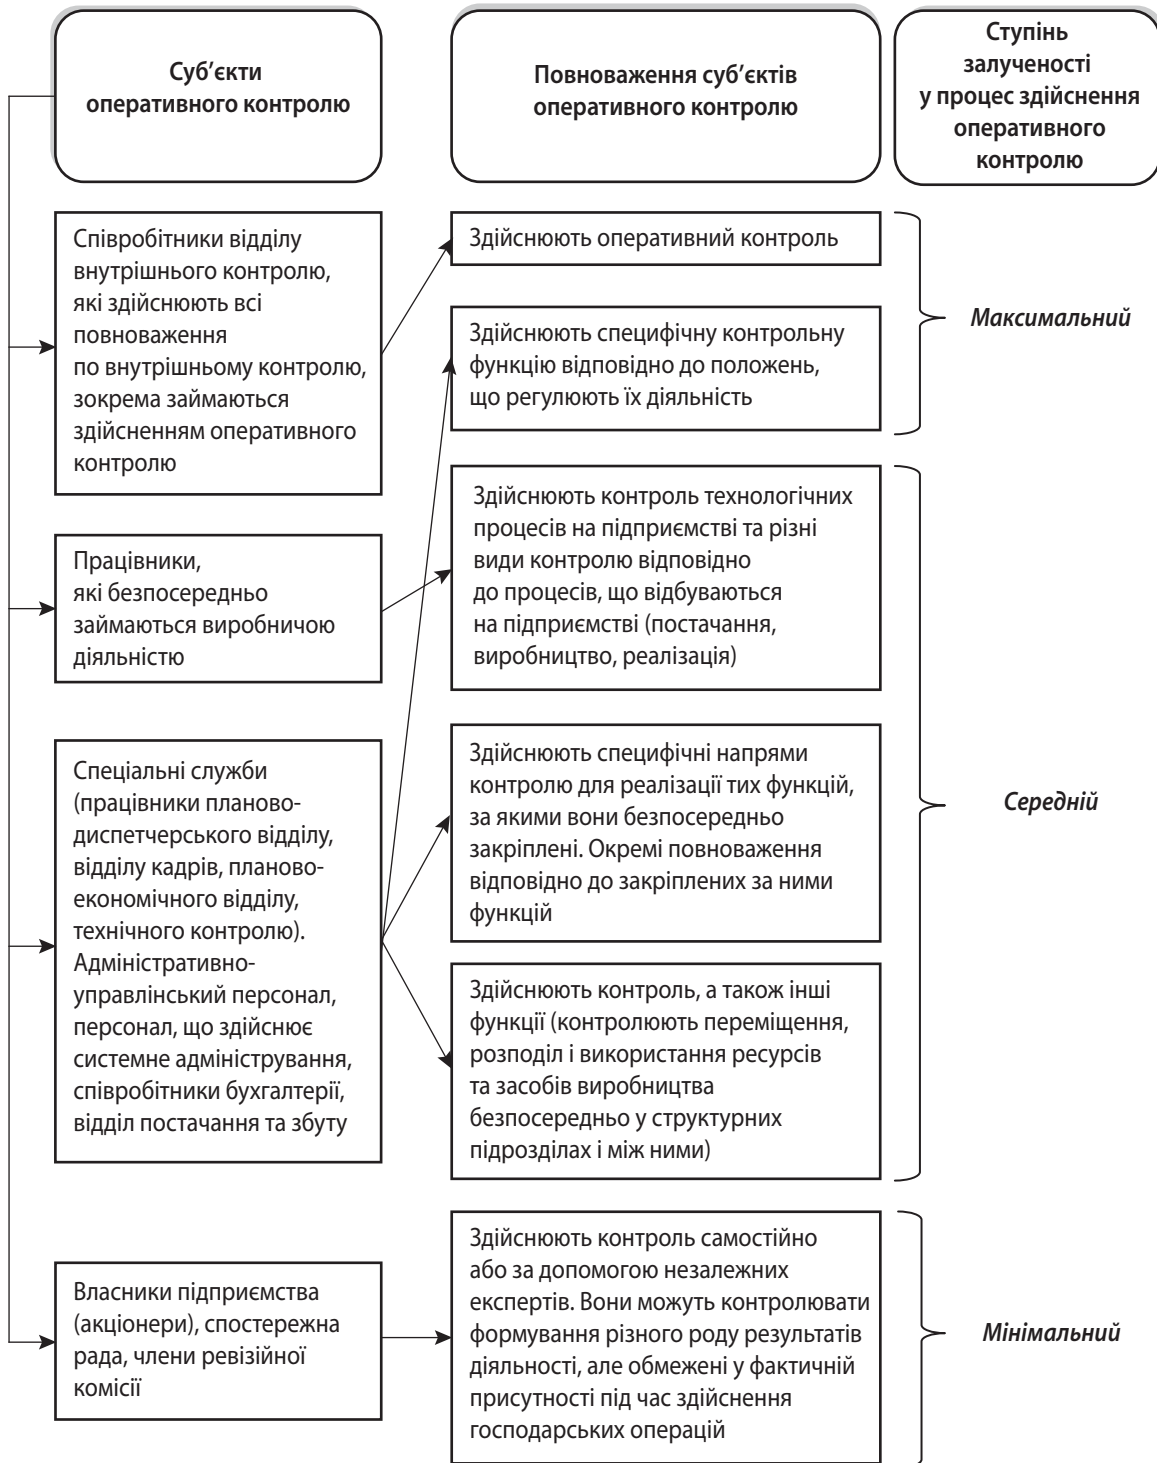 Суб’єкти
оперативного контролю
Повноваження суб’єктів
оперативного контролю
Ступінь
залученості
у процес здійснення
оперативного
контролю
Співробітники відділу
внутрішнього контролю,
які здійснюють всі
повноваження
по внутрішньому контролю,
зокрема займаються
здійсненням оперативного
контролю
Здійснюють оперативний контроль
Здійснюють специфічну контрольну
функцію відповідно до положень,
що регулюють їх діяльність
Максимальний
Працівники,
які безпосередньо
займаються виробничою
діяльністю
Здійснюють контроль технологічних
процесів на підприємстві та різні
види контролю відповідно
до процесів, що відбуваються
на підприємстві (постачання,
виробництво, реалізація)
Спеціальні служби
(працівники планово-
диспетчерського відділу,
відділу кадрів, планово-
економічного відділу,
технічного контролю).
Адміністративно-
управлінський персонал,
персонал, що здійснює
системне адміністрування,
співробітники бухгалтерії,
відділ постачання та збуту
Здійснюють специфічні напрями
контролю для реалізації тих функцій,
за якими вони безпосередньо
закріплені. Окремі повноваження
відповідно до закріплених за ними
функцій
Здійснюють контроль, а також інші
функції (контролюють переміщення,
розподіл і використання ресурсів
та засобів виробництва
безпосередньо у структурних
підрозділах і між ними)
Середній
Власники підприємства
(акціонери), спостережна
рада, члени ревізійної
комісії
Здійснюють контроль самостійно
або за допомогою незалежних
експертів. Вони можуть контролювати
формування різного роду результатів
діяльності, але обмежені у фактичній
присутності під час здійснення
господарських операцій
Мінімальний